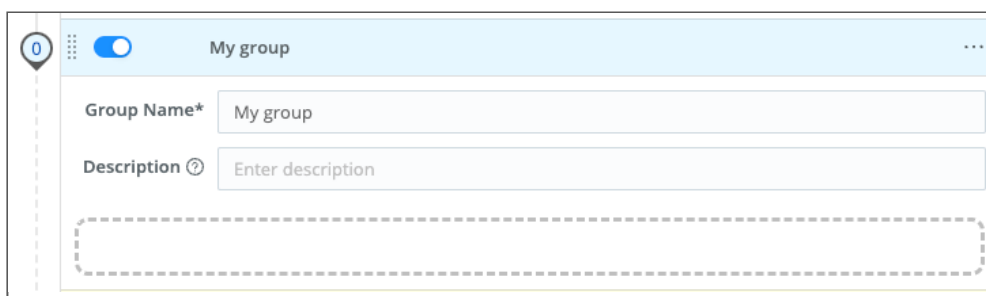 0
My group
...
Group Name*
My group
Description ?
Enter description